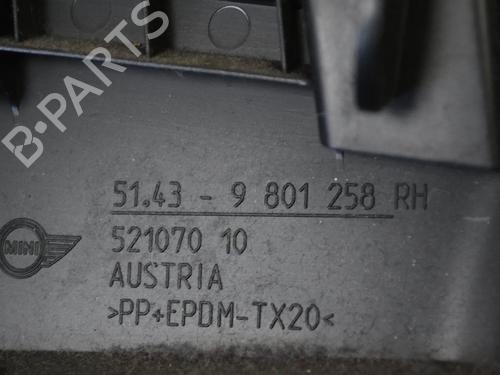 B-PARTS
51.43 - 9 801 258 RH
521070 10
MINI
AUSTRIA
>PP+EPDM-TX20<